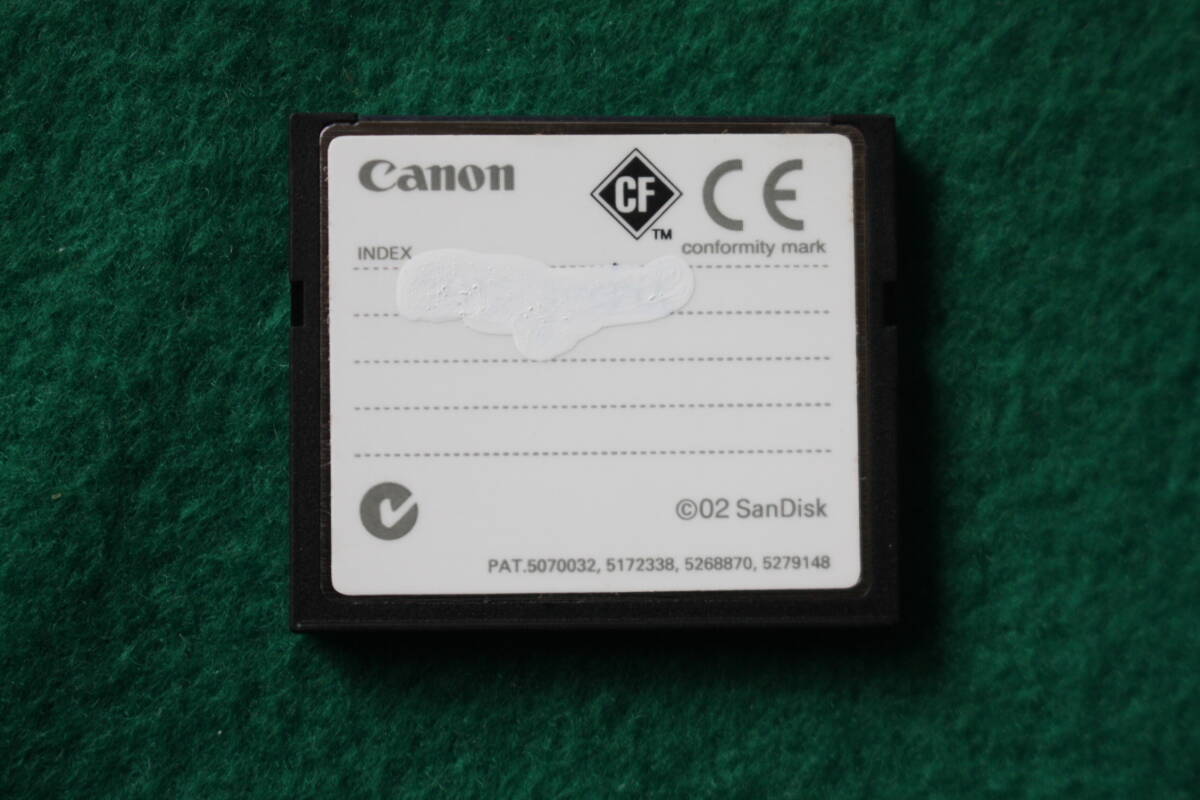 Canon
CF
TM
CE
conformity mark
INDEX
©02 SanDisk
PAT.5070032, 5172338, 5268870, 5279148